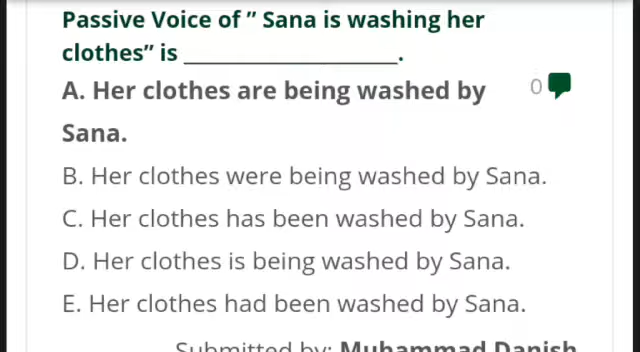 Passive Voice of ” Sana is washing her
clothes” is ____________________.
A. Her clothes are being washed by
0
Sana.
B. Her clothes were being washed by Sana.
C. Her clothes has been washed by Sana.
D. Her clothes is being washed by Sana.
E. Her clothes had been washed by Sana.
Submitted by: Muhammad Danish